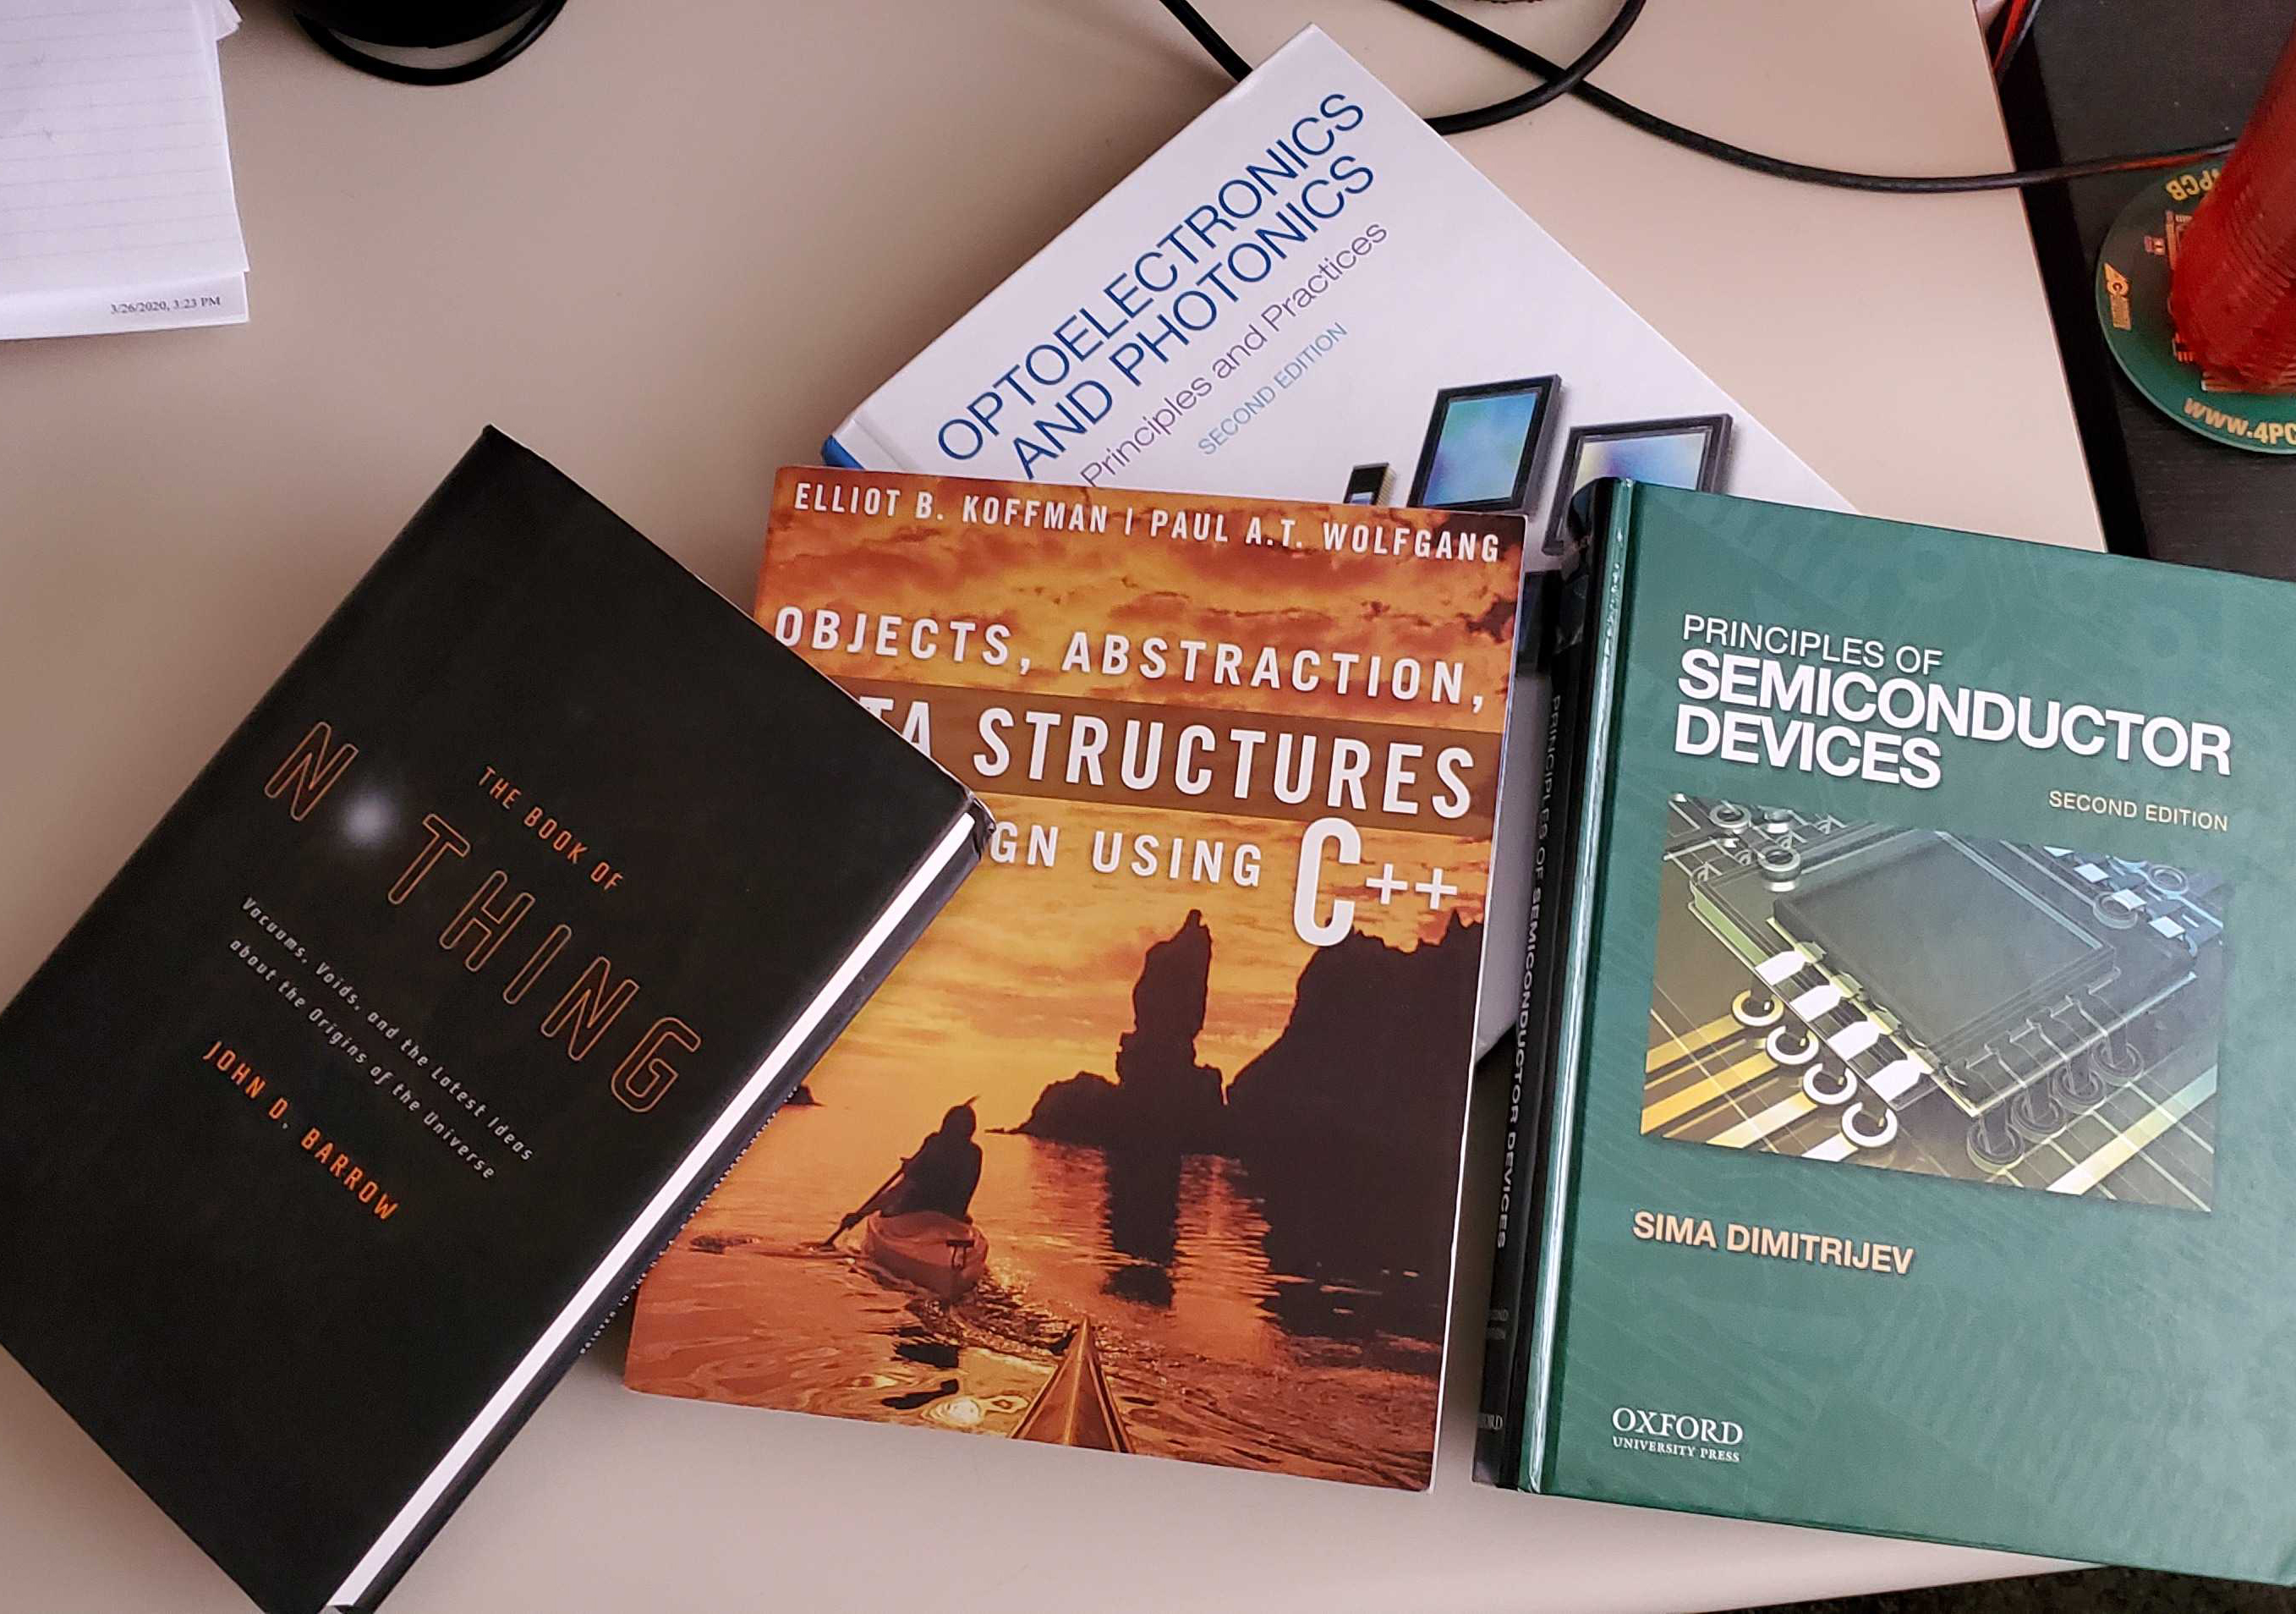 3/26/2020, 3:23 PM
OPTOELECTRONICS
AND PHOTONICS
Principles and Practices
SECOND EDITION
ELLIOT B. KOFFMAN | PAUL A.T. WOLFGANG
OBJECTS, ABSTRACTION,
TA STRUCTURES
GN USING C++
THE BOOK OF
N THING
Vacuums, Voids, and the Latest Ideas
about the Origins of the Universe
JOHN D. BARROW
PRINCIPLES OF SEMICONDUCTOR DEVICES
PRINCIPLES OF
SEMICONDUCTOR
DEVICES
SECOND EDITION
SIMA DIMITRIJEV
OXFORD
UNIVERSITY PRESS
4PCB
www.4PC